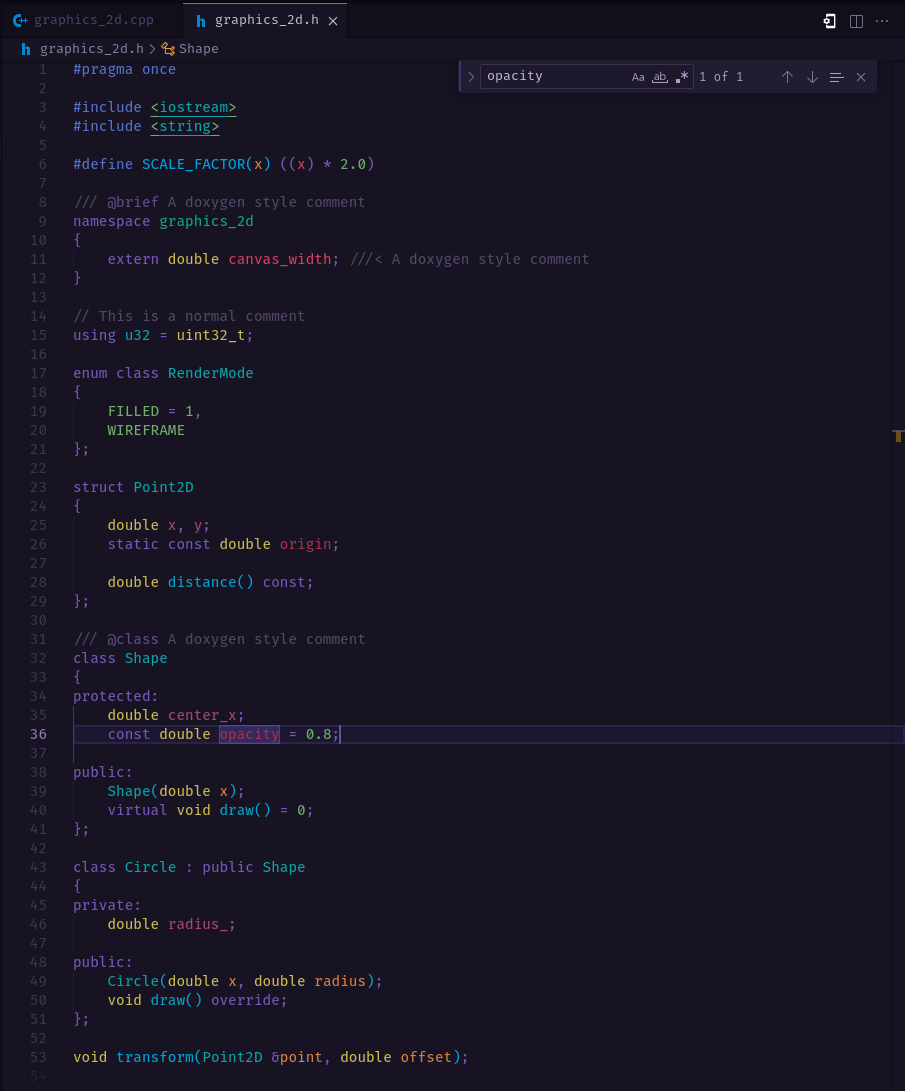 graphics_2d.cpp
graphics_2d.h
graphics_2d.h > Shape
opacity Aa ab .* 1 of 1
1 #pragma once
2
3 #include <iostream>
4 #include <string>
5
6 #define SCALE_FACTOR(x) ((x) * 2.0)
7
8 /// @brief A doxygen style comment
9 namespace graphics_2d
10 {
11     extern double canvas_width; ///< A doxygen style comment
12 }
13
14 // This is a normal comment
15 using u32 = uint32_t;
16
17 enum class RenderMode
18 {
19     FILLED = 1,
20     WIREFRAME
21 };
22
23 struct Point2D
24 {
25     double x, y;
26     static const double origin;
27
28     double distance() const;
29 };
30
31 /// @class A doxygen style comment
32 class Shape
33 {
34 protected:
35     double center_x;
36     const double opacity = 0.8;
37
38 public:
39     Shape(double x);
40     virtual void draw() = 0;
41 };
42
43 class Circle : public Shape
44 {
45 private:
46     double radius_;
47
48 public:
49     Circle(double x, double radius);
50     void draw() override;
51 };
52
53 void transform(Point2D &point, double offset);
54